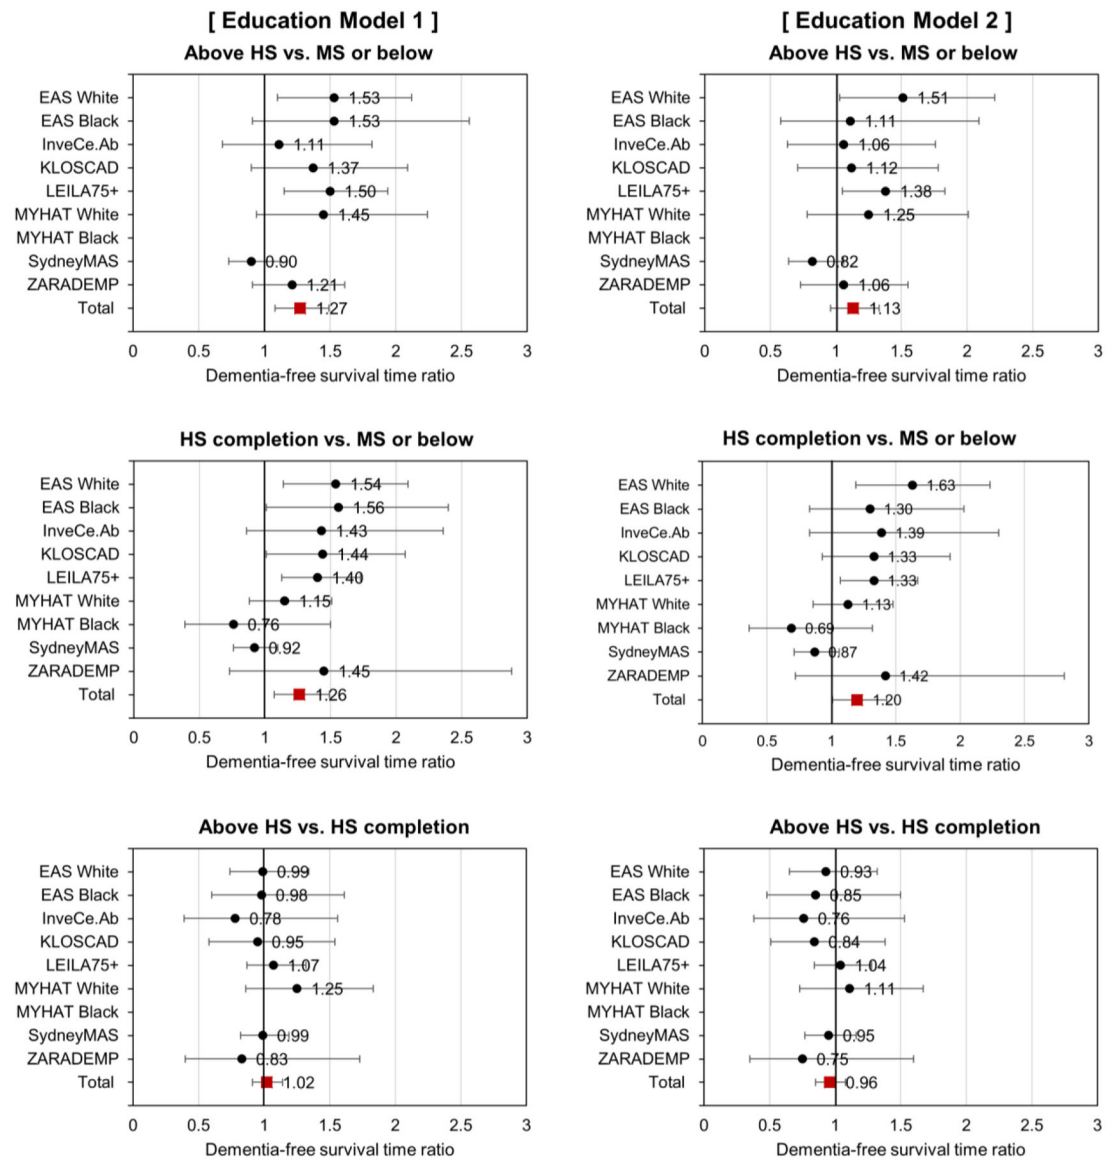 [ Education Model 1 ]
Above HS vs. MS or below
EAS White 1.53
EAS Black 1.53
InveCe.Ab 1.11
KLOSCAD 1.37
LEILA75+ 1.50
MYHAT White 1.45
MYHAT Black
SydneyMAS 0.90
ZARADEMP 1.21
Total 1.27
0 0.5 1 1.5 2 2.5 3
Dementia-free survival time ratio
[ Education Model 2 ]
Above HS vs. MS or below
EAS White 1.51
EAS Black 1.11
InveCe.Ab 1.06
KLOSCAD 1.12
LEILA75+ 1.38
MYHAT White 1.25
MYHAT Black
SydneyMAS 0.82
ZARADEMP 1.06
Total 1.13
0 0.5 1 1.5 2 2.5 3
Dementia-free survival time ratio
HS completion vs. MS or below
EAS White 1.54
EAS Black 1.56
InveCe.Ab 1.43
KLOSCAD 1.44
LEILA75+ 1.40
MYHAT White 1.15
MYHAT Black 0.76
SydneyMAS 0.92
ZARADEMP 1.45
Total 1.26
0 0.5 1 1.5 2 2.5 3
Dementia-free survival time ratio
HS completion vs. MS or below
EAS White 1.63
EAS Black 1.30
InveCe.Ab 1.39
KLOSCAD 1.33
LEILA75+ 1.33
MYHAT White 1.13
MYHAT Black 0.69
SydneyMAS 0.87
ZARADEMP 1.42
Total 1.20
0 0.5 1 1.5 2 2.5 3
Dementia-free survival time ratio
Above HS vs. HS completion
EAS White 0.99
EAS Black 0.98
InveCe.Ab 0.78
KLOSCAD 0.95
LEILA75+ 1.07
MYHAT White 1.25
MYHAT Black
SydneyMAS 0.99
ZARADEMP 0.83
Total 1.02
0 0.5 1 1.5 2 2.5 3
Dementia-free survival time ratio
Above HS vs. HS completion
EAS White 0.93
EAS Black 0.85
InveCe.Ab 0.76
KLOSCAD 0.84
LEILA75+ 1.04
MYHAT White 1.11
MYHAT Black
SydneyMAS 0.95
ZARADEMP 0.75
Total 0.96
0 0.5 1 1.5 2 2.5 3
Dementia-free survival time ratio